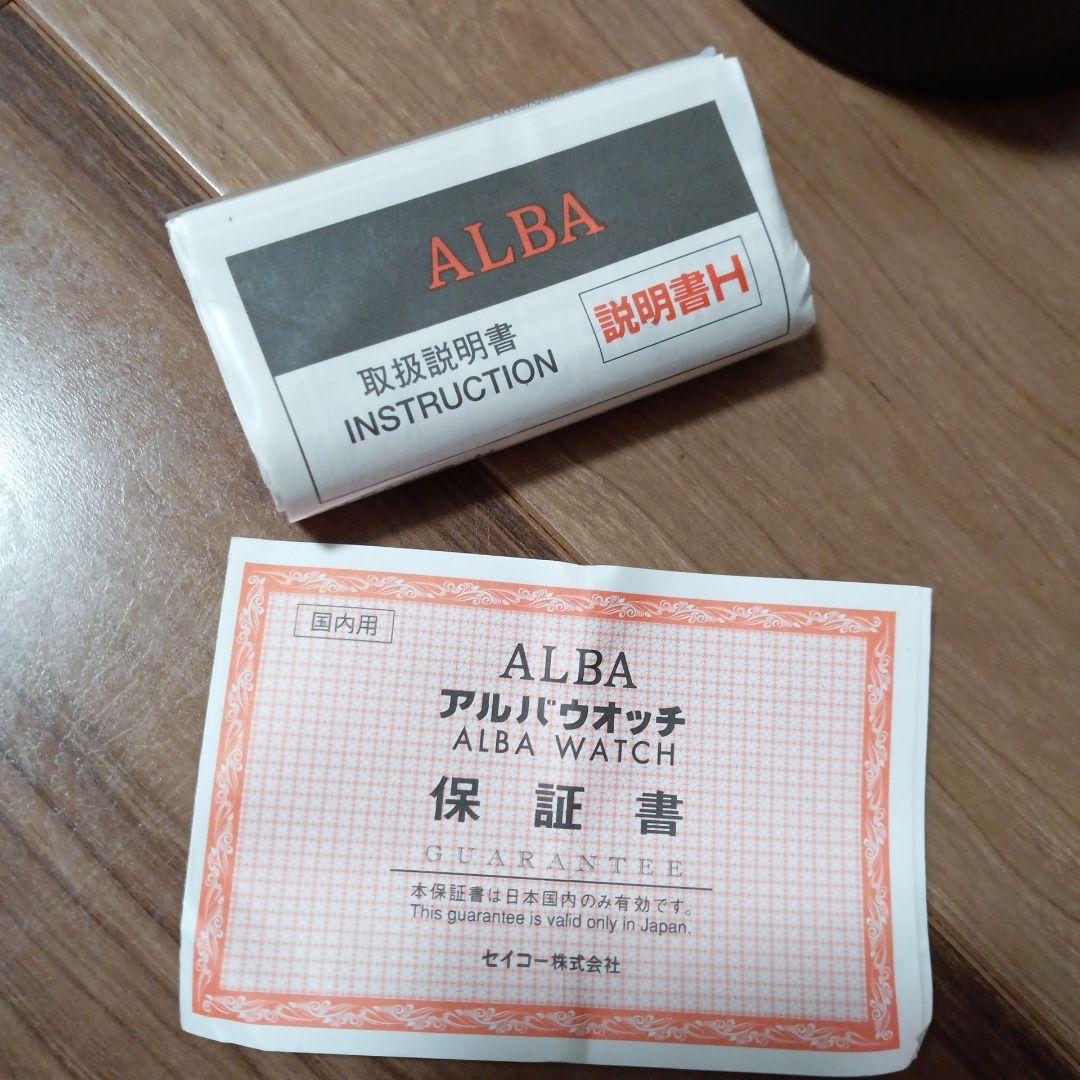 ALBA
取扱説明書
INSTRUCTION
説明書H
国内用
ALBA
アルバウオッチ
ALBA WATCH
保証書
GUARANTEE
本保証書は日本国内のみ有効です。
This guarantee is valid only in Japan.
セイコー株式会社